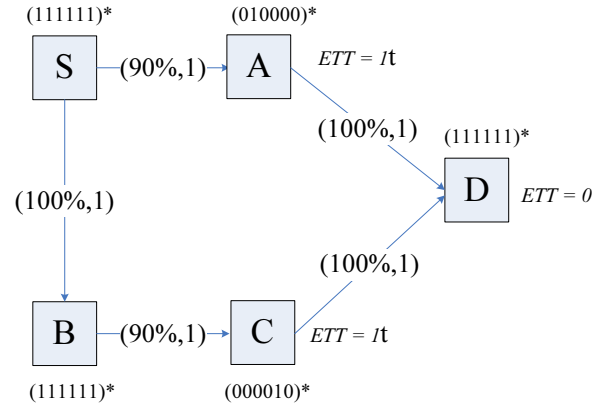 (111111)*
(010000)*
S
(90%,1)
A
ETT = 1t
(100%,1)
(111111)*
D
ETT = 0
(100%,1)
(100%,1)
B
(90%,1)
C
ETT = 1t
(111111)*
(000010)*